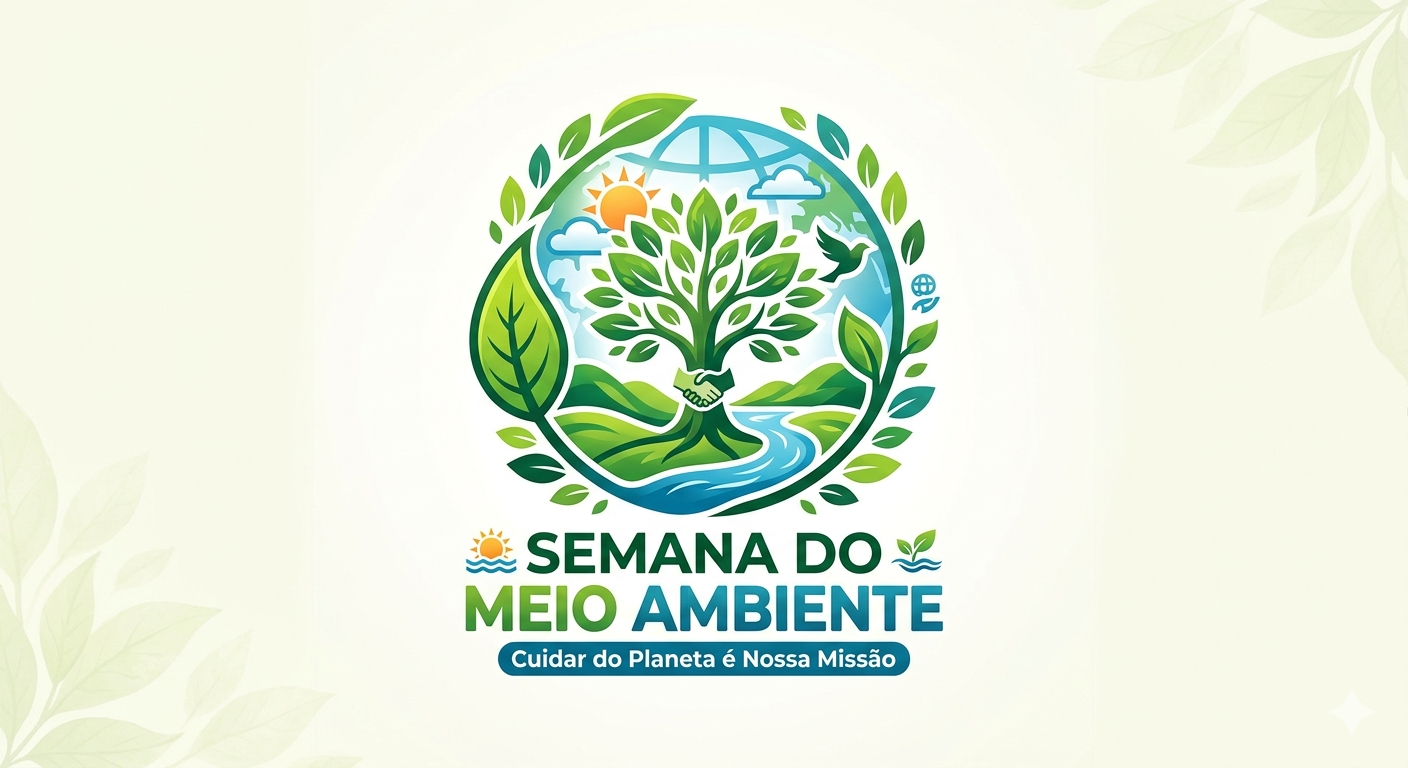 SEMANA DO
MEIO AMBIENTE
Cuidar do Planeta é Nossa Missão